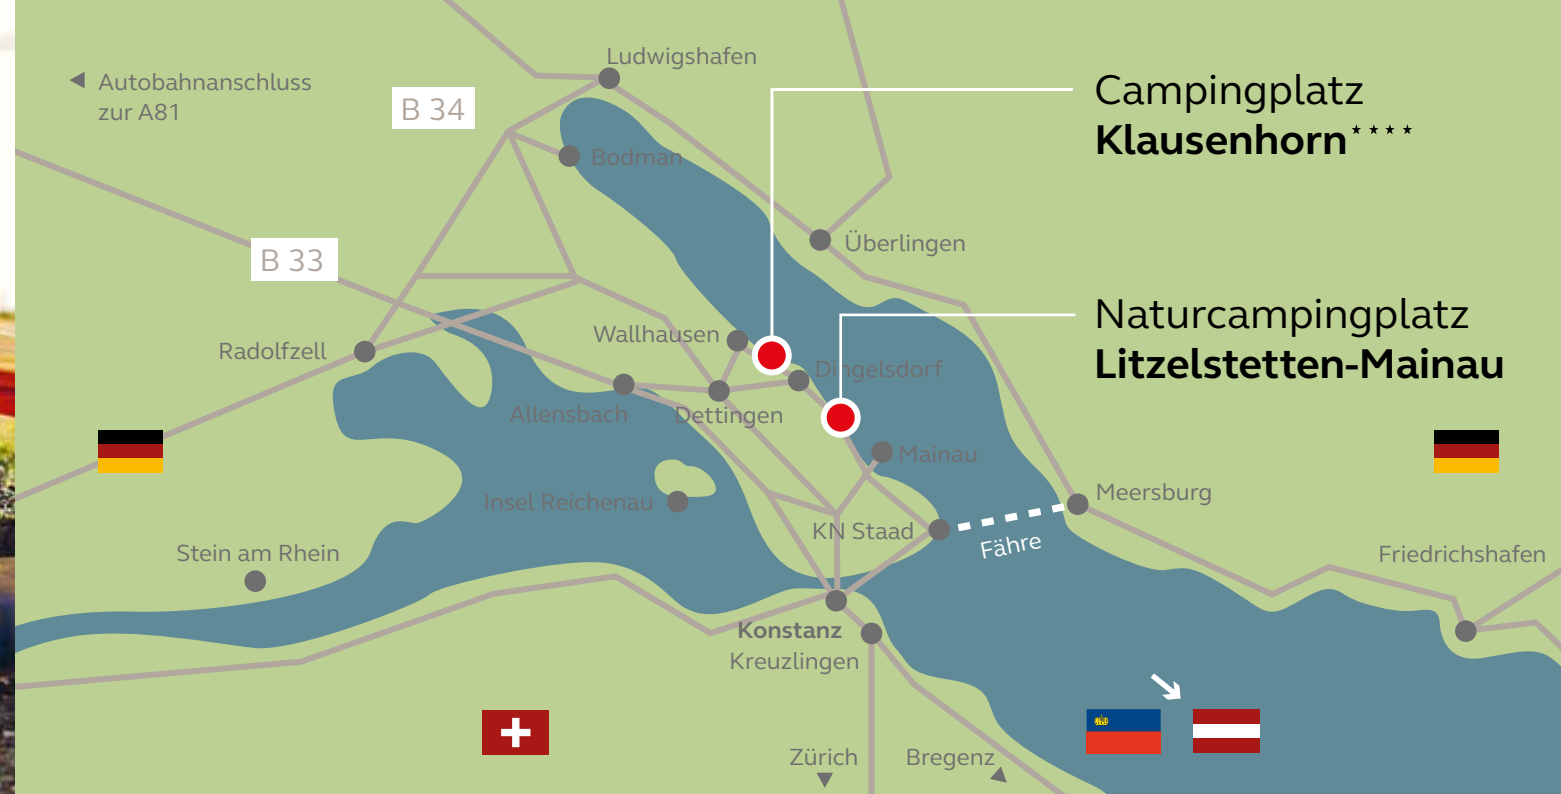 Ludwigshafen
Autobahnanschluss
zur A81
B 34
Campingplatz
Klausenhorn****
Bodman
Überlingen
B 33
Naturcampingplatz
Litzelstetten-Mainau
Wallhausen
Radolfzell
Dingelsdorf
Allensbach
Dettingen
Mainau
Meersburg
Insel Reichenau
KN Staad
Fähre
Stein am Rhein
Friedrichshafen
Konstanz
Kreuzlingen
Zürich
Bregenz